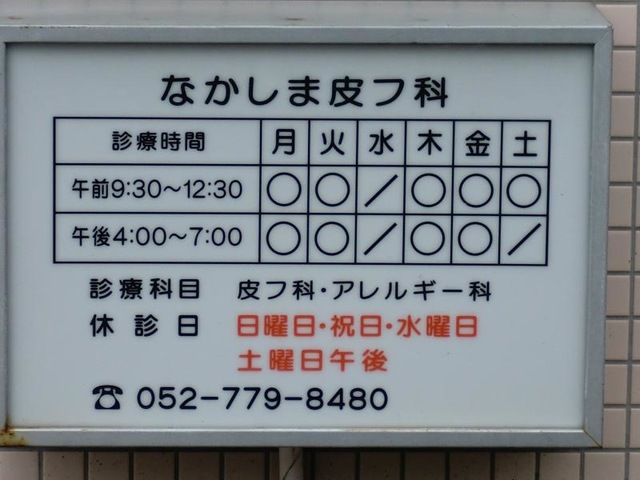 なかしま皮フ科
診療時間 月 火 水 木 金 土
午前9:30〜12:30 ○ ○ ／ ○ ○ ○
午後4:00〜7:00 ○ ○ ／ ○ ○ ／
診療科目 皮フ科・アレルギー科
休診日 日曜日・祝日・水曜日
土曜日午後
☎ 052-779-8480